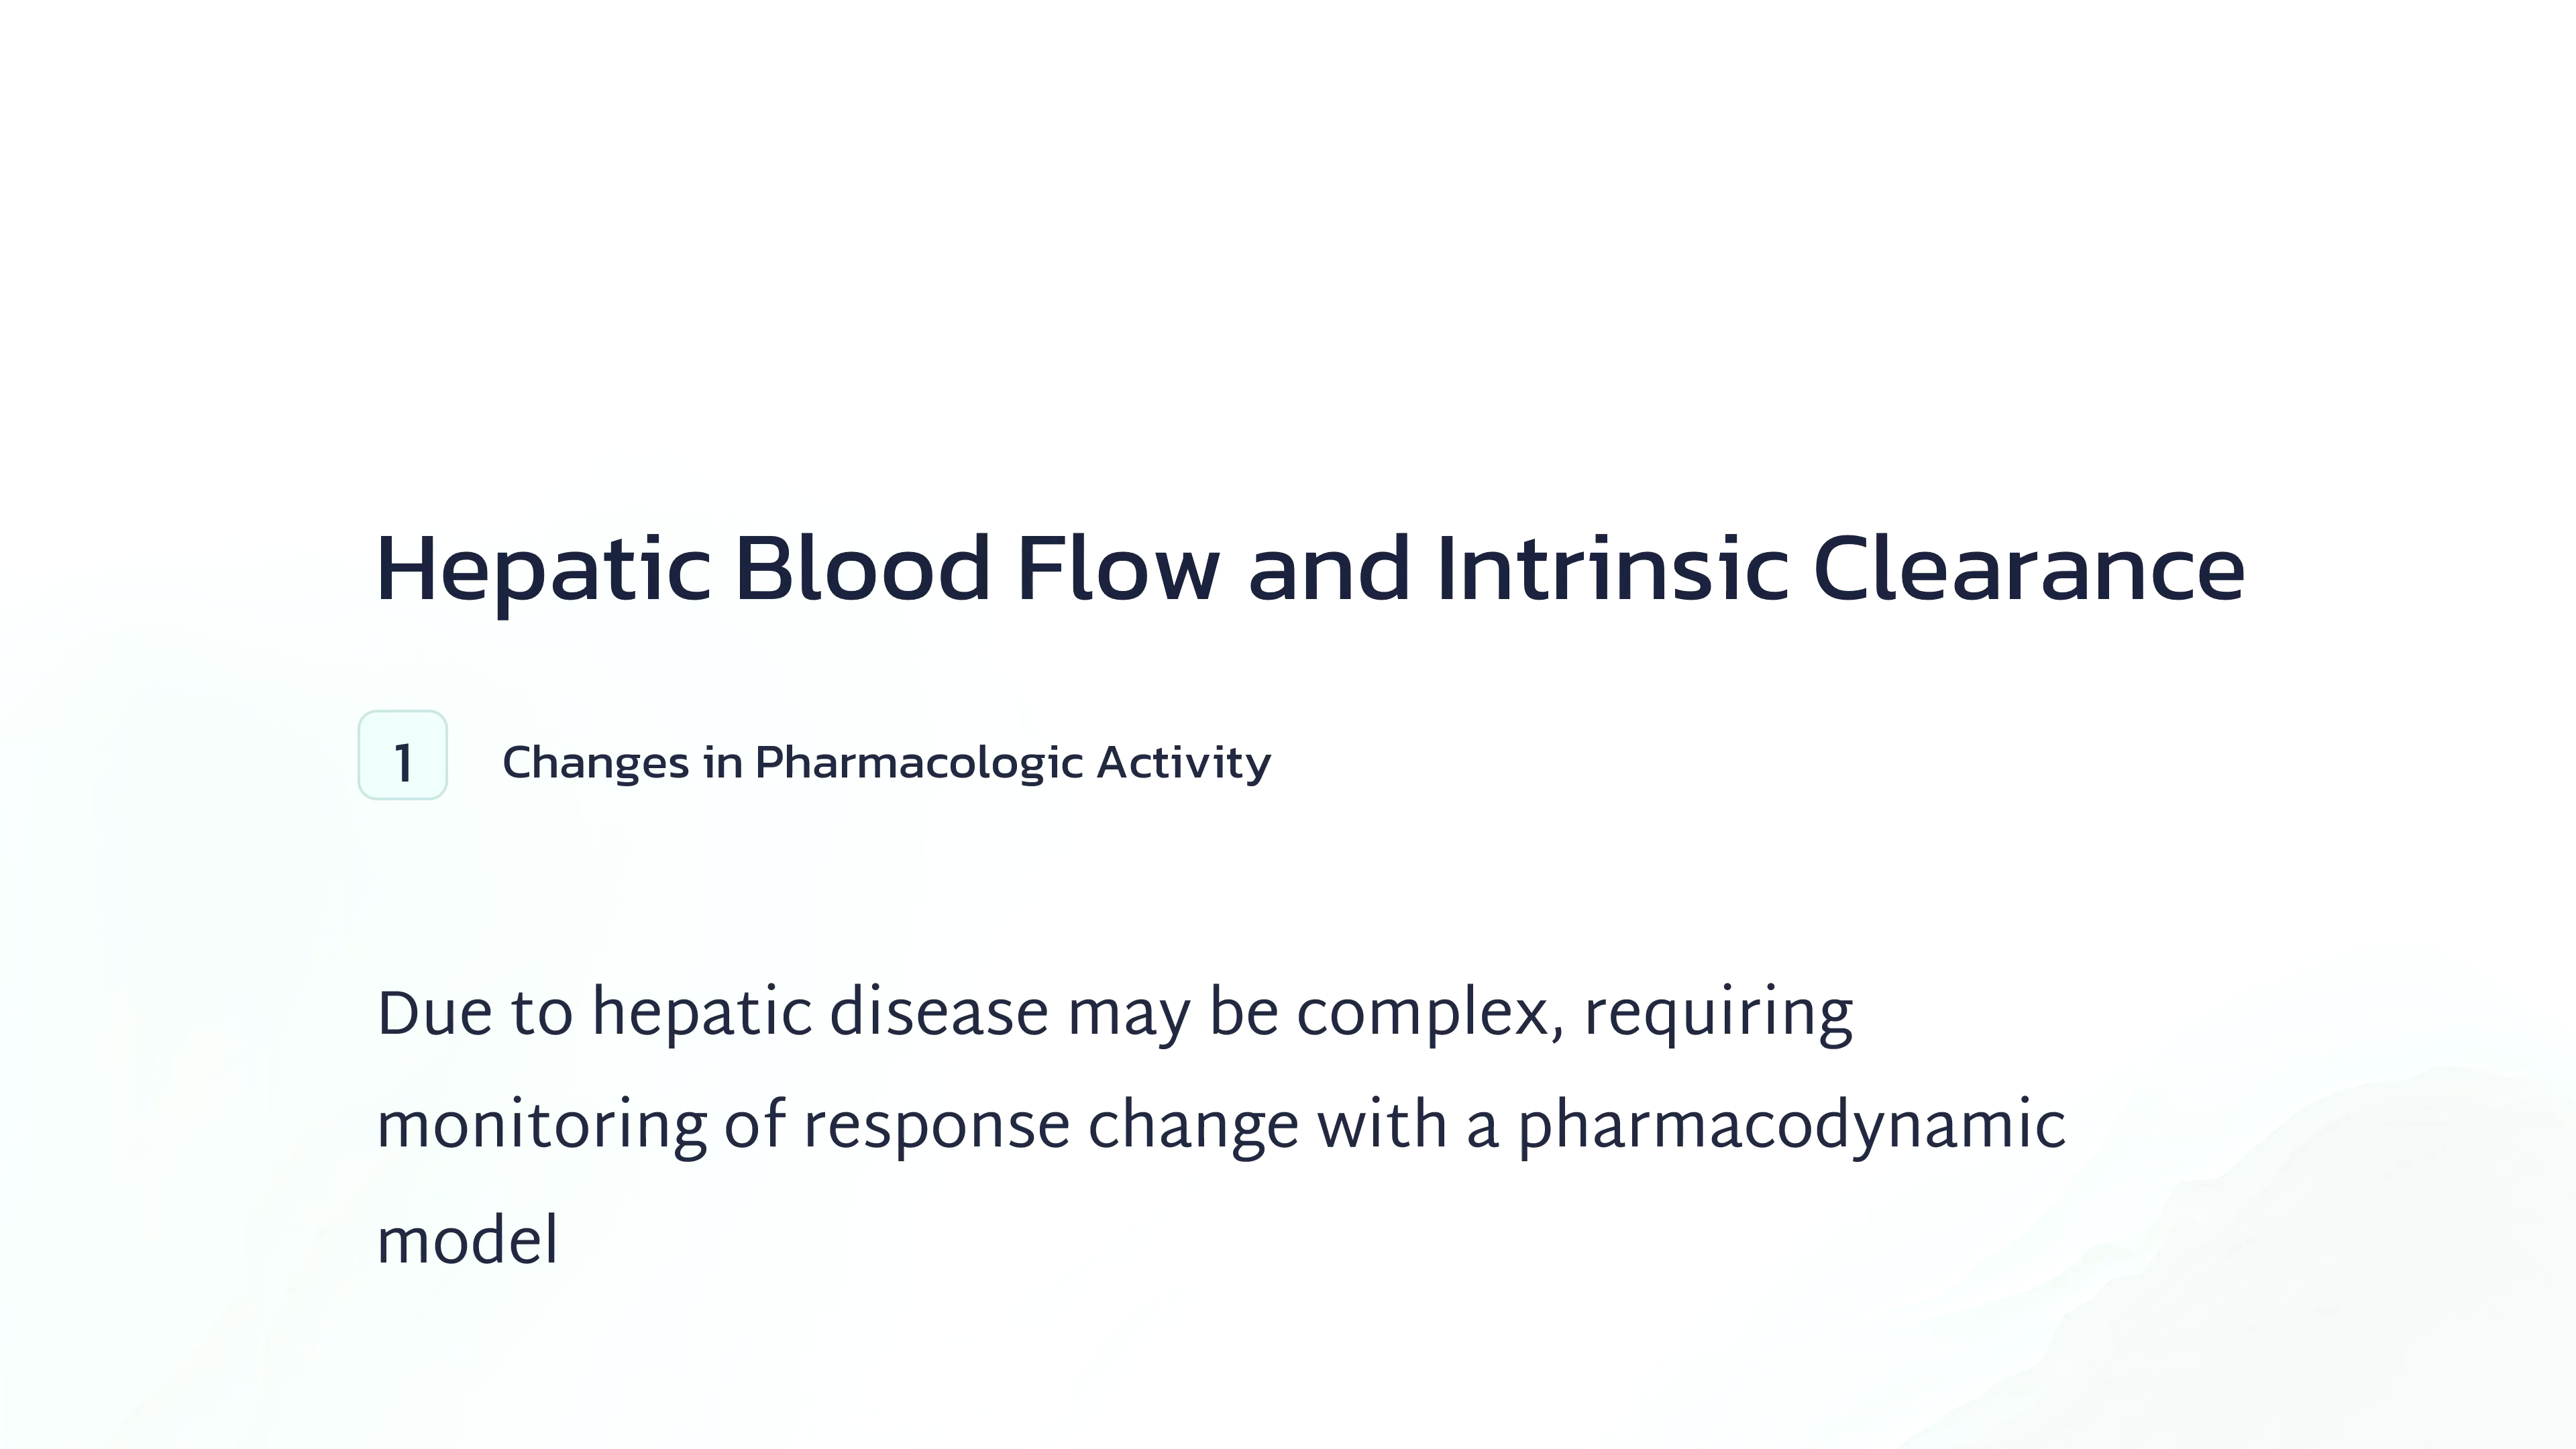 Hepatic Blood Flow and Intrinsic Clearance
1
Changes in Pharmacologic Activity
Due to hepatic disease may be complex, requiring
monitoring of response change with a pharmacodynamic
model